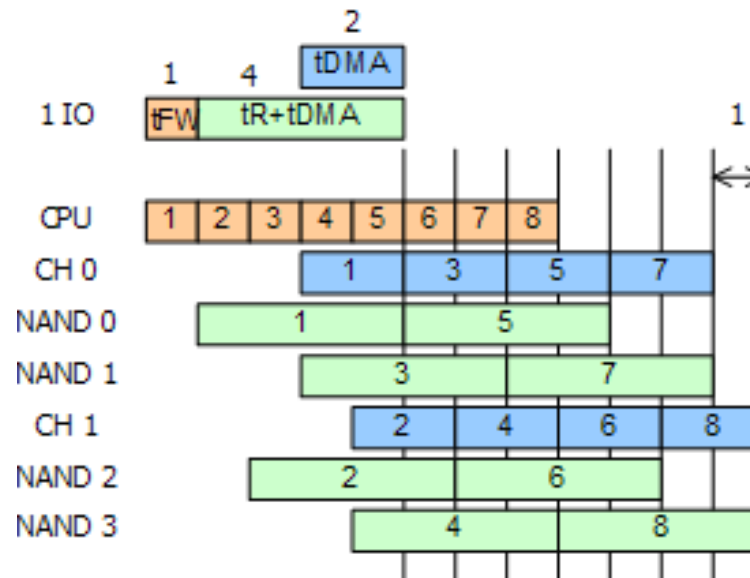 2
tDMA
1 4
1 IO tFW tR+tDMA 1
CPU 1 2 3 4 5 6 7 8
CH 0 1 3 5 7
NAND 0 1 5
NAND 1 3 7
CH 1 2 4 6 8
NAND 2 2 6
NAND 3 4 8